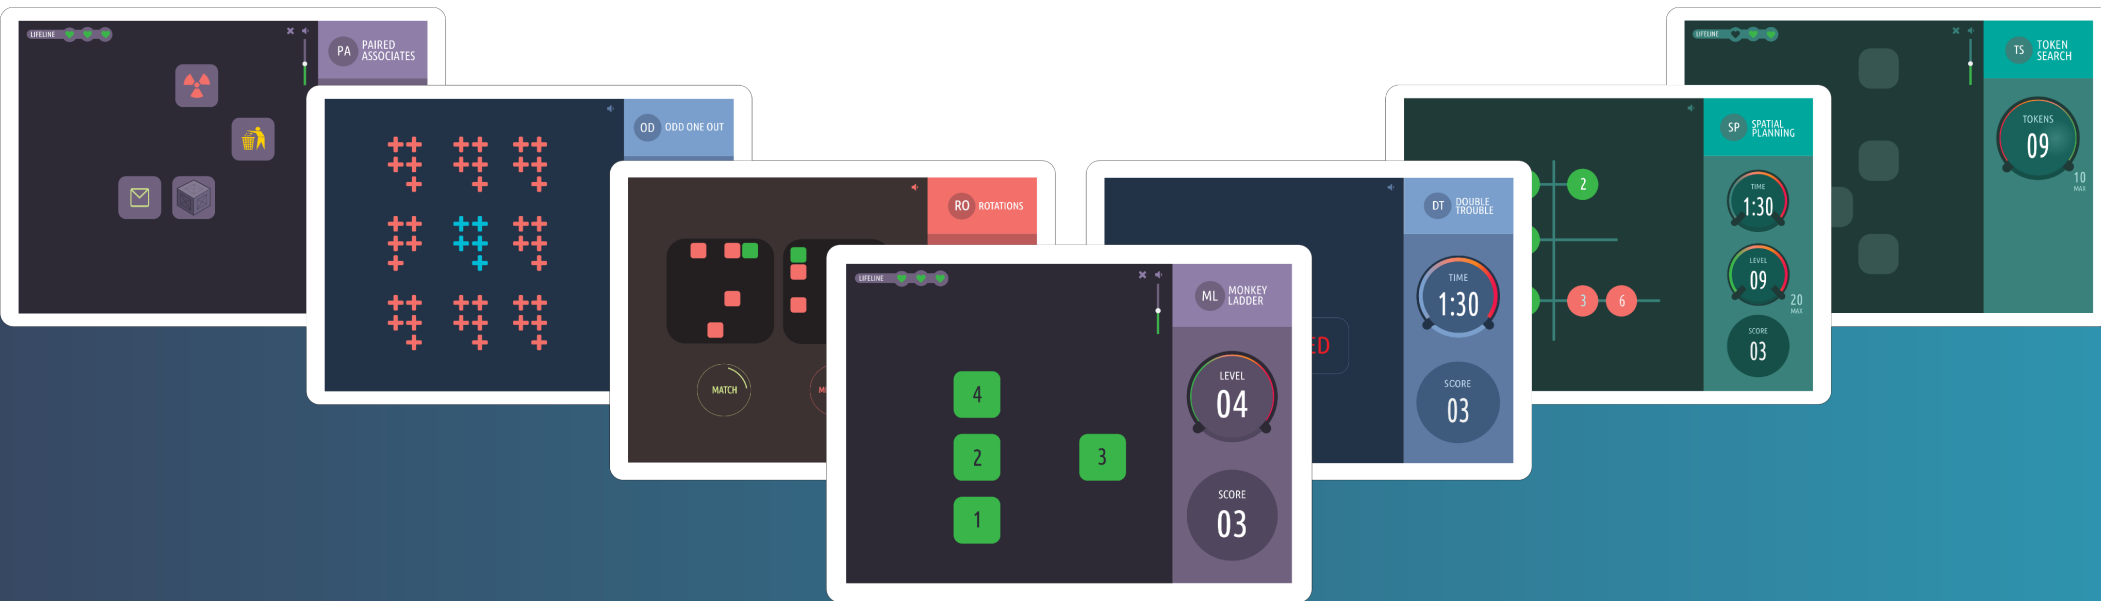 LIFELINE
PA
PAIRED
ASSOCIATES
OD
ODD ONE OUT
RO
ROTATIONS
MATCH
LIFELINE
ML
MONKEY
LADDER
4
2
3
1
LEVEL
04
SCORE
03
DT
DOUBLE
TROUBLE
ED
TIME
1:30
SCORE
03
SP
SPATIAL
PLANNING
2
3
6
TIME
1:30
LEVEL
09
20
MAX
SCORE
03
LIFELINE
TS
TOKEN
SEARCH
TOKENS
09
10
MAX